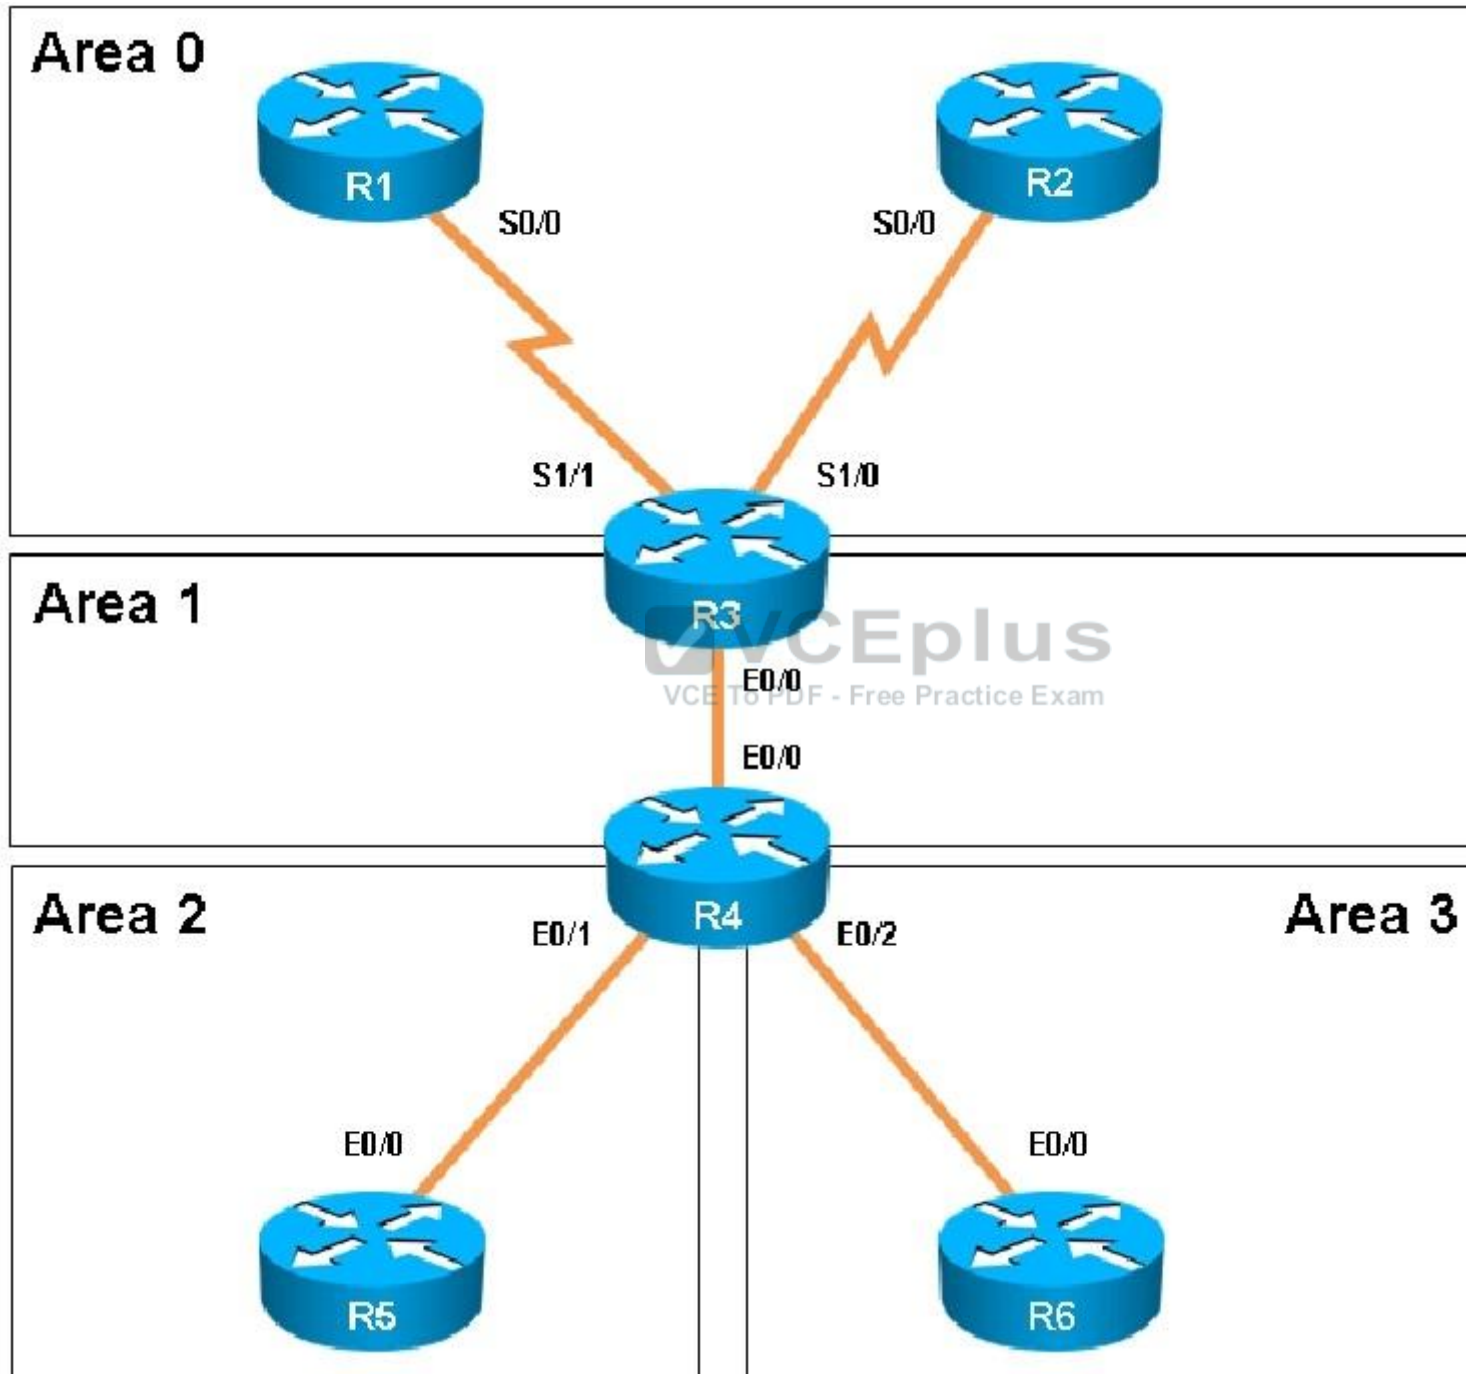 Area 0
R1
R2
S0/0
S0/0
S1/1
S1/0
Area 1
R3
VCEplus
E0/0
VCE To PDF - Free Practice Exam
E0/0
Area 2
R4
Area 3
E0/1
E0/2
E0/0
E0/0
R5
R6